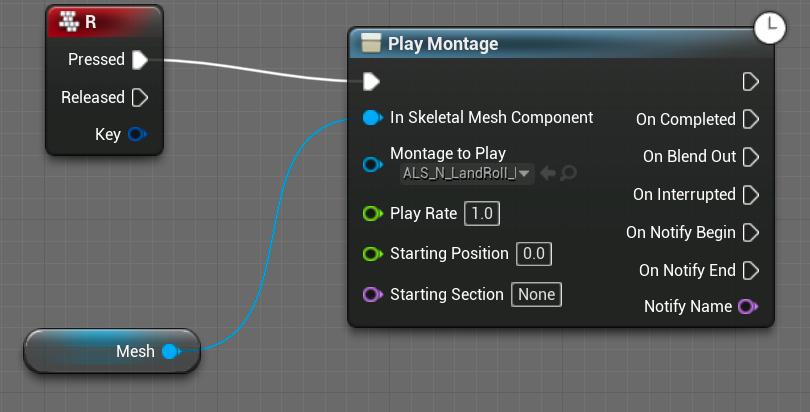 R
Pressed
Released
Key
Mesh
Play Montage
In Skeletal Mesh Component
Montage to Play
ALS_N_LandRoll_
Play Rate 1.0
Starting Position 0.0
Starting Section None
On Completed
On Blend Out
On Interrupted
On Notify Begin
On Notify End
Notify Name